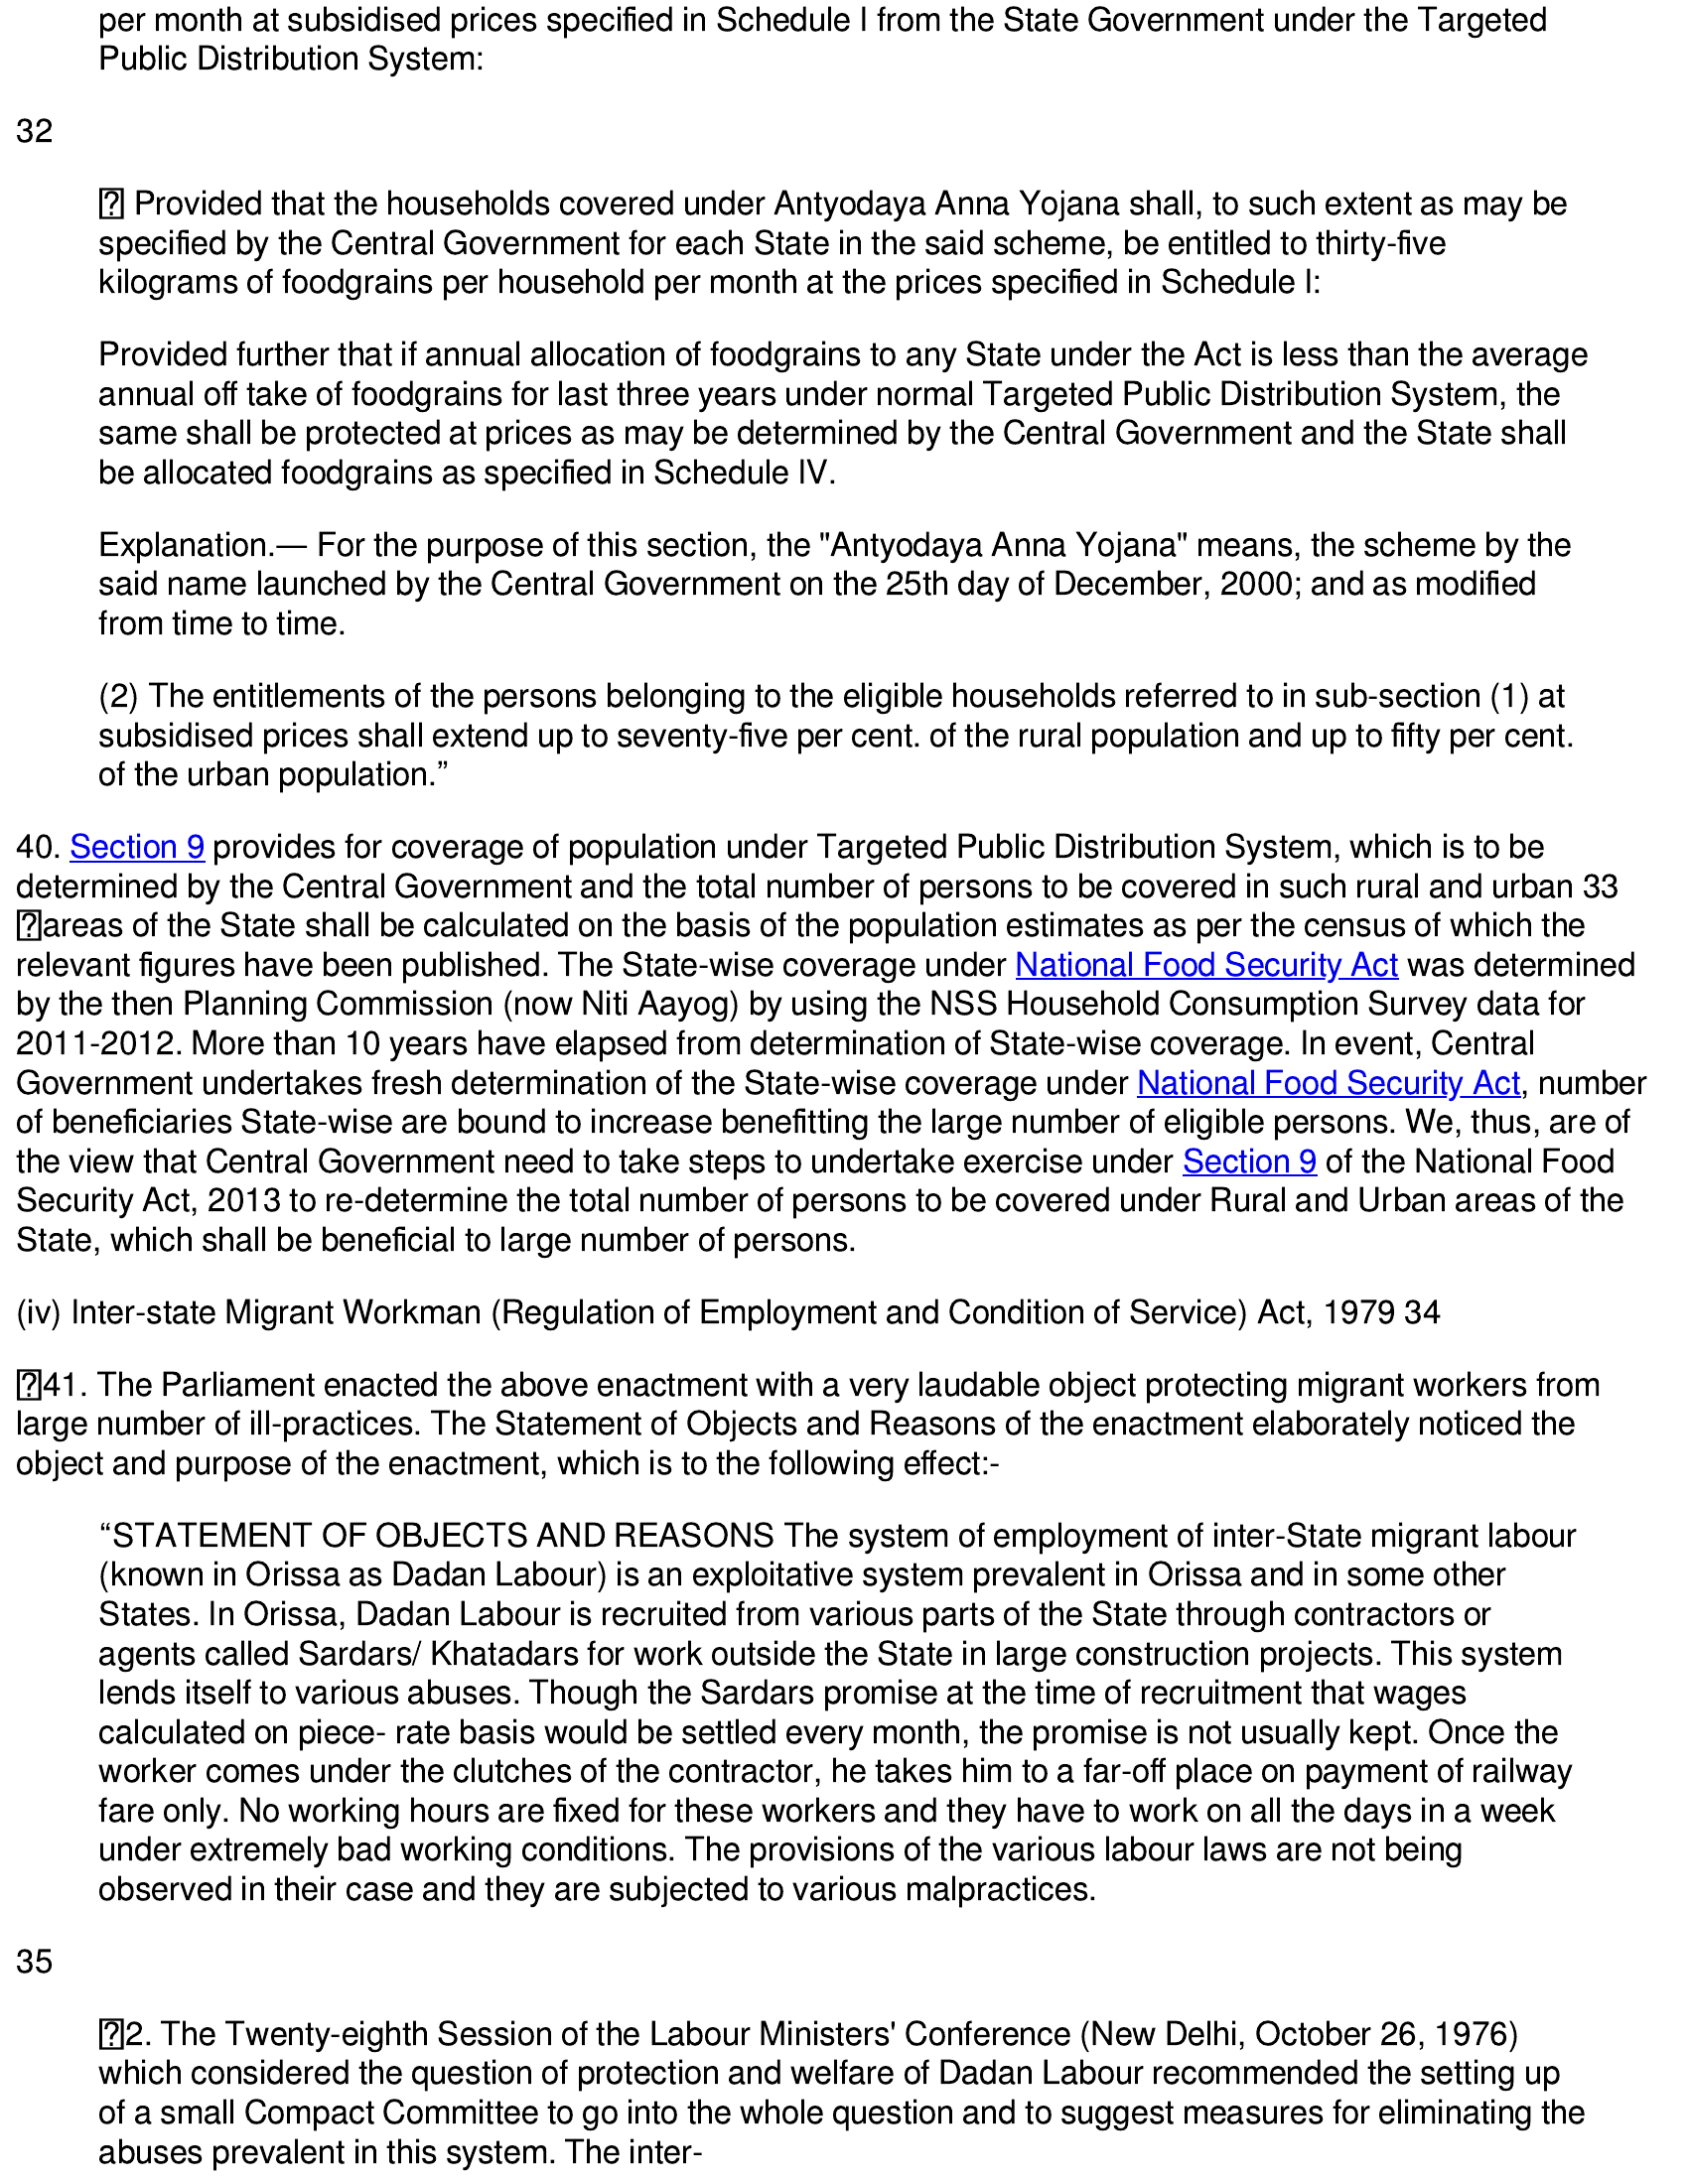 per month at subsidised prices specified in Schedule I from the State Government under the Targeted
Public Distribution System:
32
⍰ Provided that the households covered under Antyodaya Anna Yojana shall, to such extent as may be
specified by the Central Government for each State in the said scheme, be entitled to thirty-five
kilograms of foodgrains per household per month at the prices specified in Schedule I:
Provided further that if annual allocation of foodgrains to any State under the Act is less than the average
annual off take of foodgrains for last three years under normal Targeted Public Distribution System, the
same shall be protected at prices as may be determined by the Central Government and the State shall
be allocated foodgrains as specified in Schedule IV.
Explanation.— For the purpose of this section, the "Antyodaya Anna Yojana" means, the scheme by the
said name launched by the Central Government on the 25th day of December, 2000; and as modified
from time to time.
(2) The entitlements of the persons belonging to the eligible households referred to in sub-section (1) at
subsidised prices shall extend up to seventy-five per cent. of the rural population and up to fifty per cent.
of the urban population.”
40. Section 9 provides for coverage of population under Targeted Public Distribution System, which is to be
determined by the Central Government and the total number of persons to be covered in such rural and urban 33
⍰areas of the State shall be calculated on the basis of the population estimates as per the census of which the
relevant figures have been published. The State-wise coverage under National Food Security Act was determined
by the then Planning Commission (now Niti Aayog) by using the NSS Household Consumption Survey data for
2011-2012. More than 10 years have elapsed from determination of State-wise coverage. In event, Central
Government undertakes fresh determination of the State-wise coverage under National Food Security Act, number
of beneficiaries State-wise are bound to increase benefitting the large number of eligible persons. We, thus, are of
the view that Central Government need to take steps to undertake exercise under Section 9 of the National Food
Security Act, 2013 to re-determine the total number of persons to be covered under Rural and Urban areas of the
State, which shall be beneficial to large number of persons.
(iv) Inter-state Migrant Workman (Regulation of Employment and Condition of Service) Act, 1979 34
⍰41. The Parliament enacted the above enactment with a very laudable object protecting migrant workers from
large number of ill-practices. The Statement of Objects and Reasons of the enactment elaborately noticed the
object and purpose of the enactment, which is to the following effect:-
“STATEMENT OF OBJECTS AND REASONS The system of employment of inter-State migrant labour
(known in Orissa as Dadan Labour) is an exploitative system prevalent in Orissa and in some other
States. In Orissa, Dadan Labour is recruited from various parts of the State through contractors or
agents called Sardars/ Khatadars for work outside the State in large construction projects. This system
lends itself to various abuses. Though the Sardars promise at the time of recruitment that wages
calculated on piece- rate basis would be settled every month, the promise is not usually kept. Once the
worker comes under the clutches of the contractor, he takes him to a far-off place on payment of railway
fare only. No working hours are fixed for these workers and they have to work on all the days in a week
under extremely bad working conditions. The provisions of the various labour laws are not being
observed in their case and they are subjected to various malpractices.
35
⍰2. The Twenty-eighth Session of the Labour Ministers' Conference (New Delhi, October 26, 1976)
which considered the question of protection and welfare of Dadan Labour recommended the setting up
of a small Compact Committee to go into the whole question and to suggest measures for eliminating the
abuses prevalent in this system. The inter-